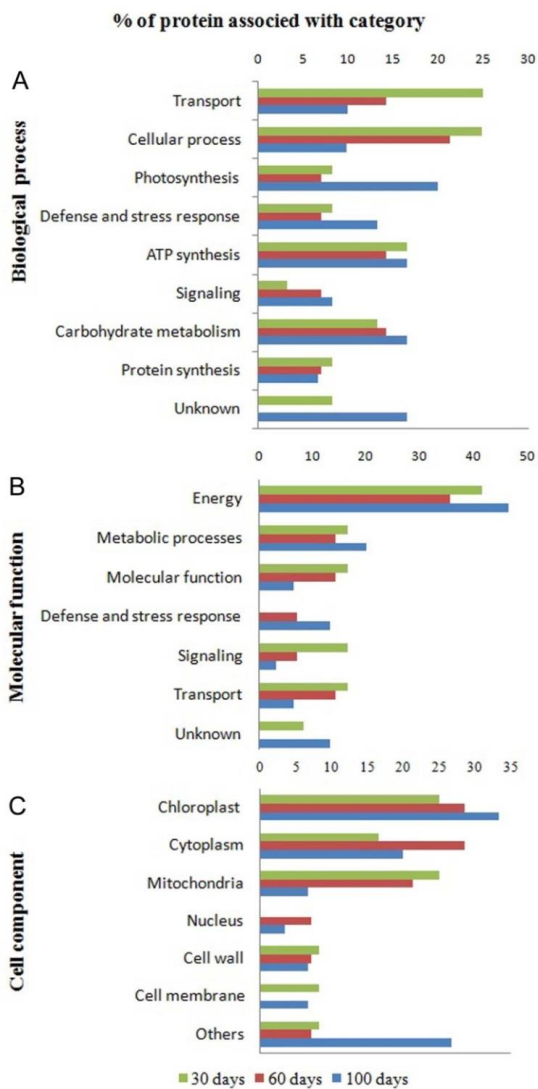 % of protein associed with category
0 5 10 15 20 25 30
A
Biological process
Transport
Cellular process
Photosynthesis
Defense and stress response
ATP synthesis
Signaling
Carbohydrate metabolism
Protein synthesis
Unknown
0 10 20 30 40 50
B
Molecular function
Energy
Metabolic processes
Molecular function
Defense and stress response
Signaling
Transport
Unknown
0 5 10 15 20 25 30 35
C
Cell component
Chloroplast
Cytoplasm
Mitochondria
Nucleus
Cell wall
Cell membrane
Others
30 days 60 days 100 days